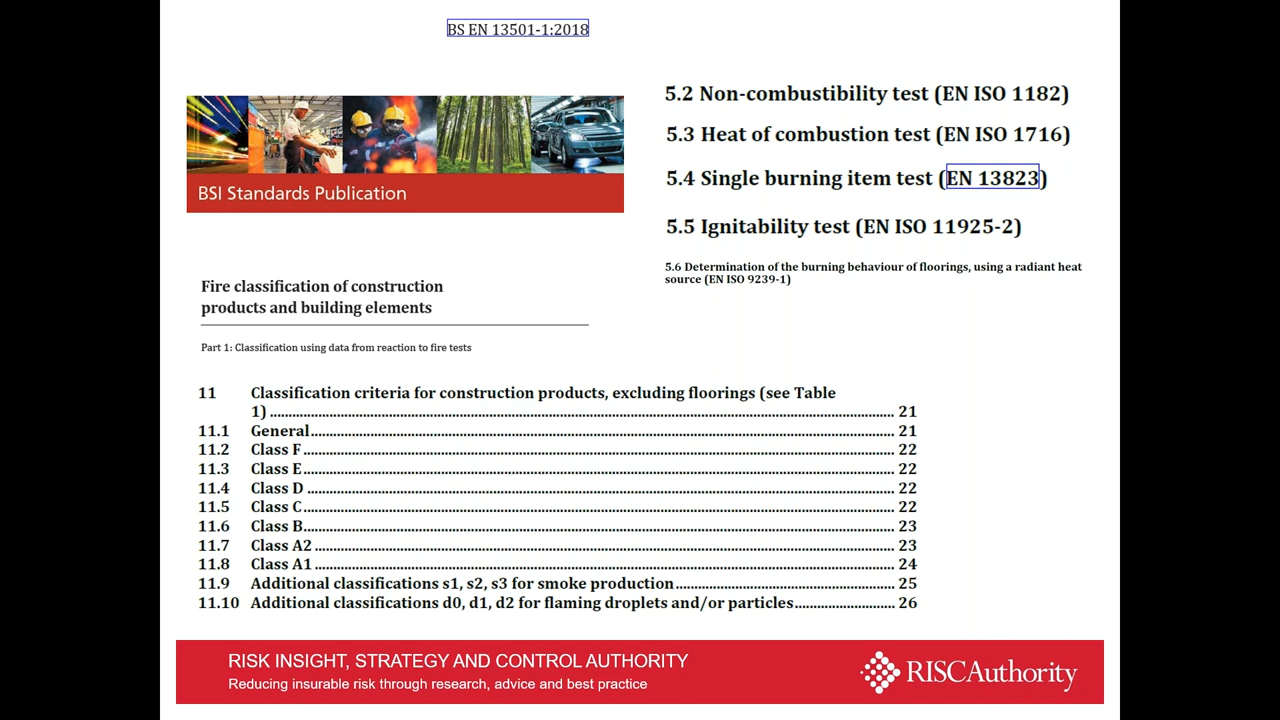 BS EN 13501-1:2018
BSI Standards Publication
Fire classification of construction
products and building elements
Part 1: Classification using data from reaction to fire tests
5.2 Non-combustibility test (EN ISO 1182)
5.3 Heat of combustion test (EN ISO 1716)
5.4 Single burning item test (EN 13823)
5.5 Ignitability test (EN ISO 11925-2)
5.6 Determination of the burning behaviour of floorings, using a radiant heat
source (EN ISO 9239-1)
11 Classification criteria for construction products, excluding floorings (see Table
1) ........ 21
11.1 General ........ 21
11.2 Class F ........ 22
11.3 Class E ........ 22
11.4 Class D ........ 22
11.5 Class C ........ 22
11.6 Class B ........ 23
11.7 Class A2 ........ 23
11.8 Class A1 ........ 24
11.9 Additional classifications s1, s2, s3 for smoke production ........ 25
11.10 Additional classifications d0, d1, d2 for flaming droplets and/or particles ........ 26
RISK INSIGHT, STRATEGY AND CONTROL AUTHORITY
Reducing insurable risk through research, advice and best practice
RISCAuthority